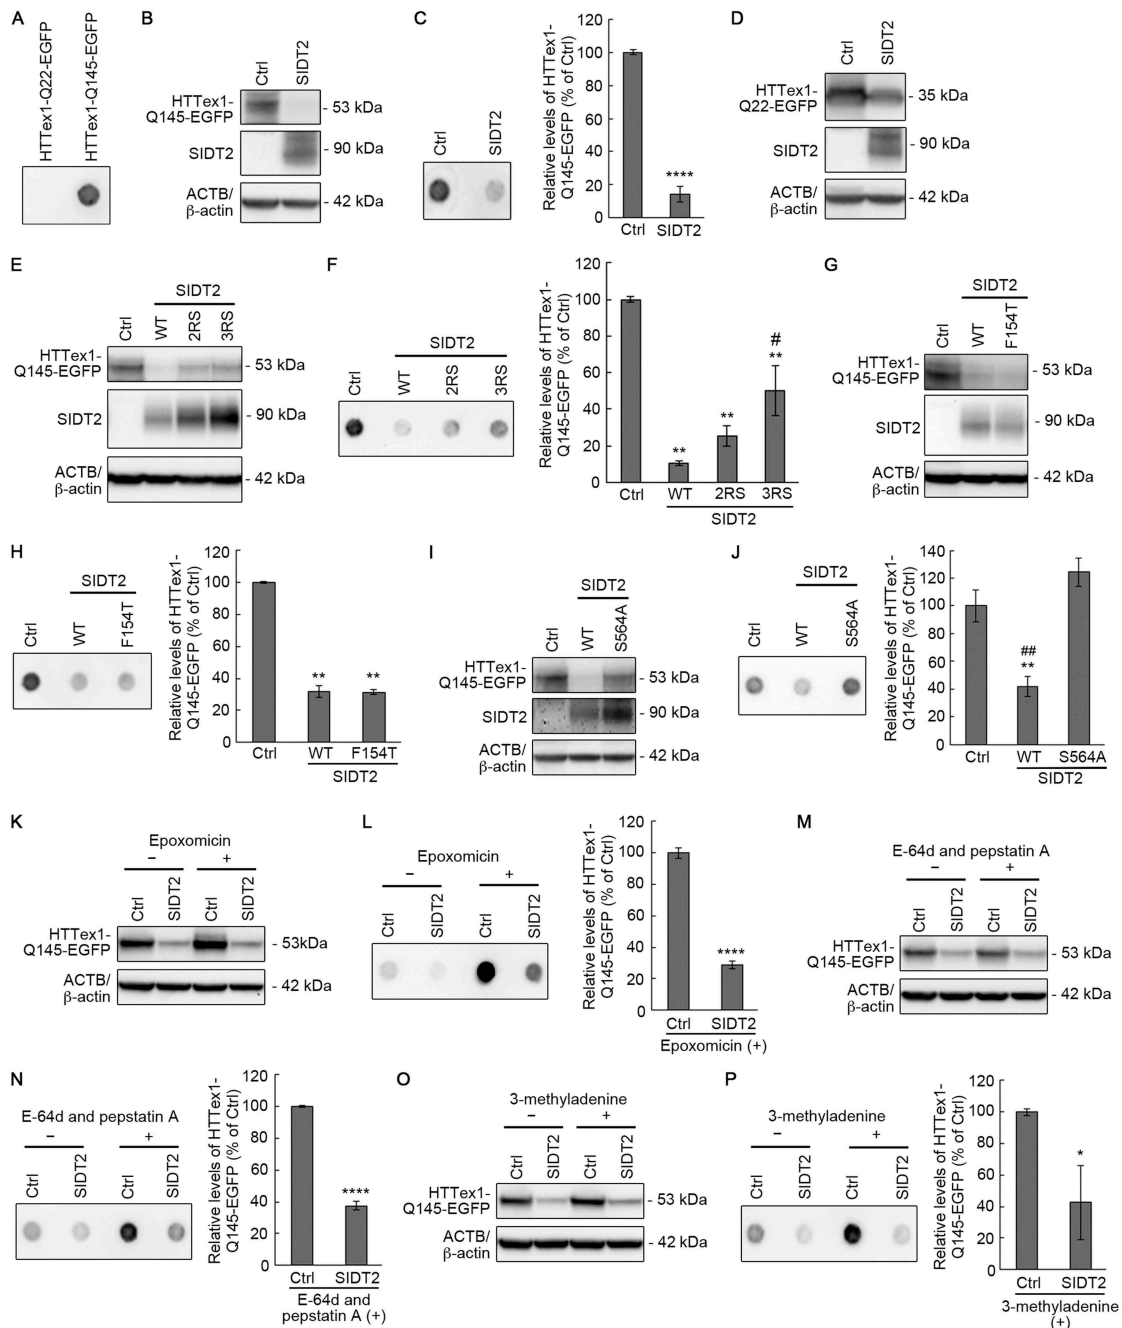 A
HTTex1-Q22-EGFP
HTTex1-Q145-EGFP
B
Ctrl
SIDT2
HTTex1-
Q145-EGFP
- 53 kDa
SIDT2
- 90 kDa
ACTB/
β-actin
- 42 kDa
C
Ctrl
SIDT2
Relative levels of HTTex1-
Q145-EGFP (% of Ctrl)
120
100
80
60
40
20
0
****
Ctrl
SIDT2
D
Ctrl
SIDT2
HTTex1-
Q22-EGFP
- 35 kDa
SIDT2
- 90 kDa
ACTB/
β-actin
- 42 kDa
E
SIDT2
Ctrl
WT
2RS
3RS
HTTex1-
Q145-EGFP
- 53 kDa
SIDT2
- 90 kDa
ACTB/
β-actin
- 42 kDa
F
SIDT2
Ctrl
WT
2RS
3RS
Relative levels of HTTex1-
Q145-EGFP (% of Ctrl)
120
100
80
60
40
20
0
**
**
#
**
Ctrl
WT
2RS
3RS
SIDT2
G
SIDT2
Ctrl
WT
F154T
HTTex1-
Q145-EGFP
- 53 kDa
SIDT2
- 90 kDa
ACTB/
β-actin
- 42 kDa
H
SIDT2
Ctrl
WT
F154T
Relative levels of HTTex1-
Q145-EGFP (% of Ctrl)
120
100
80
60
40
20
0
**
**
Ctrl
WT
F154T
SIDT2
I
SIDT2
Ctrl
WT
S564A
HTTex1-
Q145-EGFP
- 53 kDa
SIDT2
- 90 kDa
ACTB/
β-actin
- 42 kDa
J
SIDT2
Ctrl
WT
S564A
Relative levels of HTTex1-
Q145-EGFP (% of Ctrl)
140
120
100
80
60
40
20
0
##
**
Ctrl
WT
S564A
SIDT2
K
Epoxomicin
–
+
Ctrl
SIDT2
Ctrl
SIDT2
HTTex1-
Q145-EGFP
- 53kDa
ACTB/
β-actin
- 42 kDa
L
Epoxomicin
–
+
Ctrl
SIDT2
Ctrl
SIDT2
Relative levels of HTTex1-
Q145-EGFP (% of Ctrl)
120
100
80
60
40
20
0
****
Ctrl
SIDT2
Epoxomicin (+)
M
E-64d and pepstatin A
–
+
Ctrl
SIDT2
Ctrl
SIDT2
HTTex1-
Q145-EGFP
- 53 kDa
ACTB/
β-actin
- 42 kDa
N
E-64d and pepstatin A
–
+
Ctrl
SIDT2
Ctrl
SIDT2
Relative levels of HTTex1-
Q145-EGFP (% of Ctrl)
120
100
80
60
40
20
0
****
Ctrl
SIDT2
E-64d and
pepstatin A (+)
O
3-methyladenine
–
+
Ctrl
SIDT2
Ctrl
SIDT2
HTTex1-
Q145-EGFP
- 53 kDa
ACTB/
β-actin
- 42 kDa
P
3-methyladenine
–
+
Ctrl
SIDT2
Ctrl
SIDT2
Relative levels of HTTex1-
Q145-EGFP (% of Ctrl)
120
100
80
60
40
20
0
*
Ctrl
SIDT2
3-methyladenine
(+)